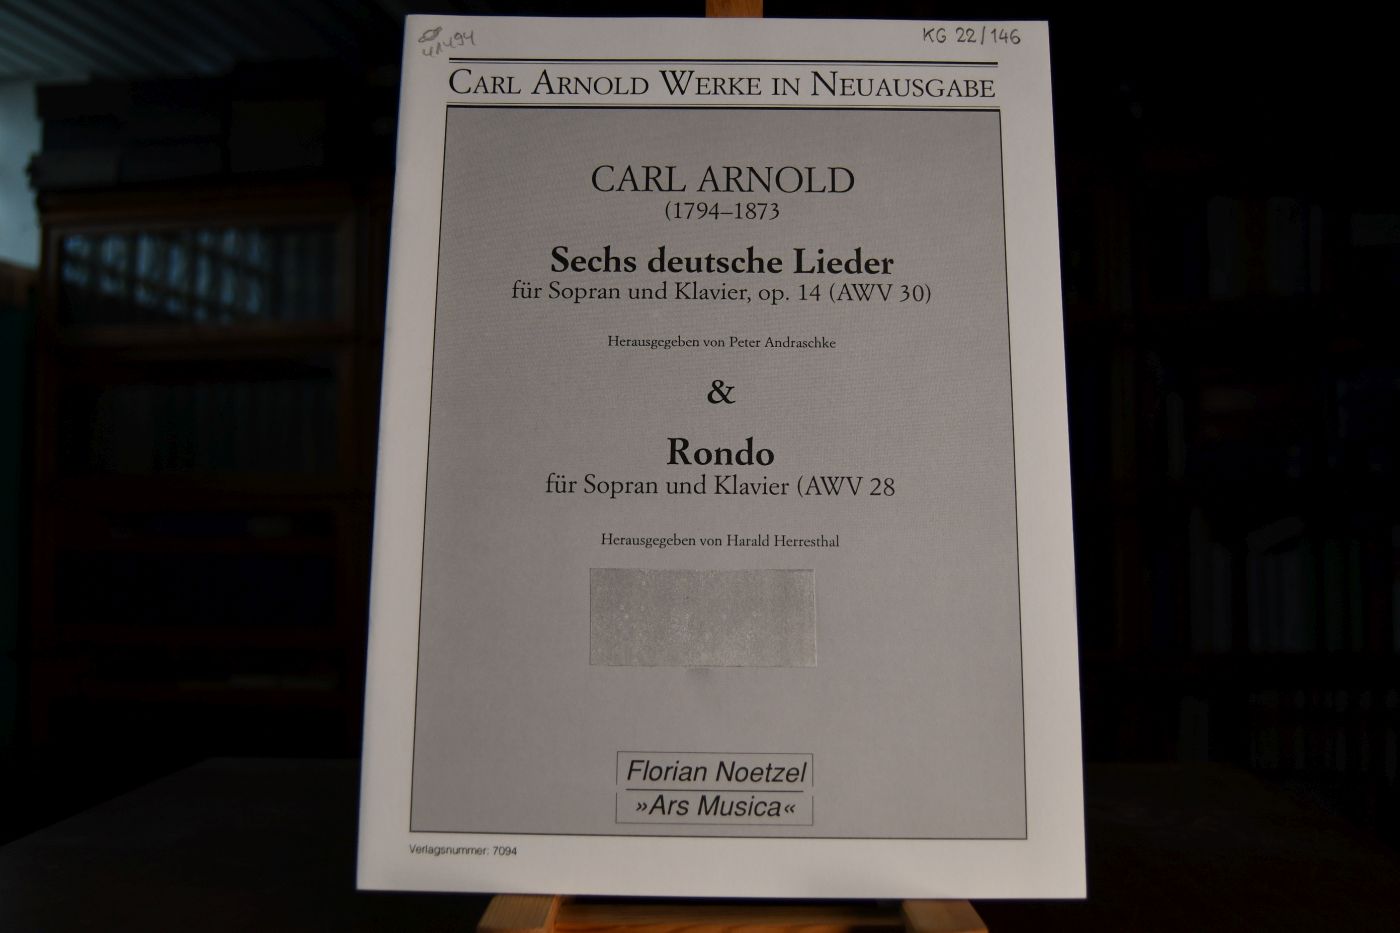 41494
KG 22/146
CARL ARNOLD WERKE IN NEUAUSGABE
CARL ARNOLD
(1794–1873
Sechs deutsche Lieder
für Sopran und Klavier, op. 14 (AWV 30)
Herausgegeben von Peter Andraschke
&
Rondo
für Sopran und Klavier (AWV 28
Herausgegeben von Harald Herresthal
Florian Noetzel
»Ars Musica«
Verlagsnummer: 7094